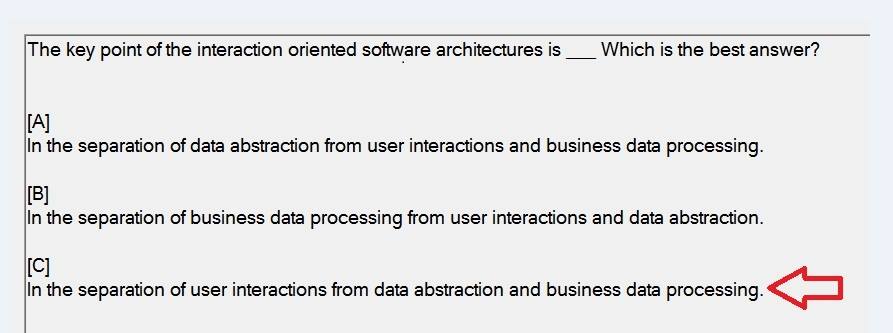 The key point of the interaction oriented software architectures is ___ Which is the best answer?
[A]
In the separation of data abstraction from user interactions and business data processing.
[B]
In the separation of business data processing from user interactions and data abstraction.
[C]
In the separation of user interactions from data abstraction and business data processing.